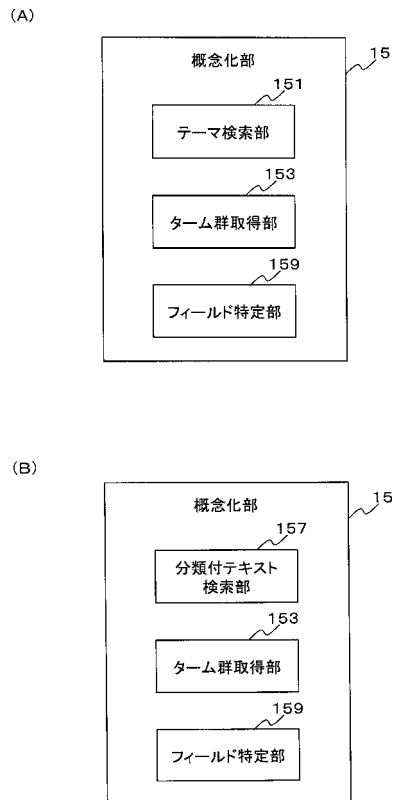 (A)
概念化部
15
151
テーマ検索部
153
ターム群取得部
159
フィールド特定部
(B)
概念化部
15
157
分類付テキスト
検索部
153
ターム群取得部
159
フィールド特定部